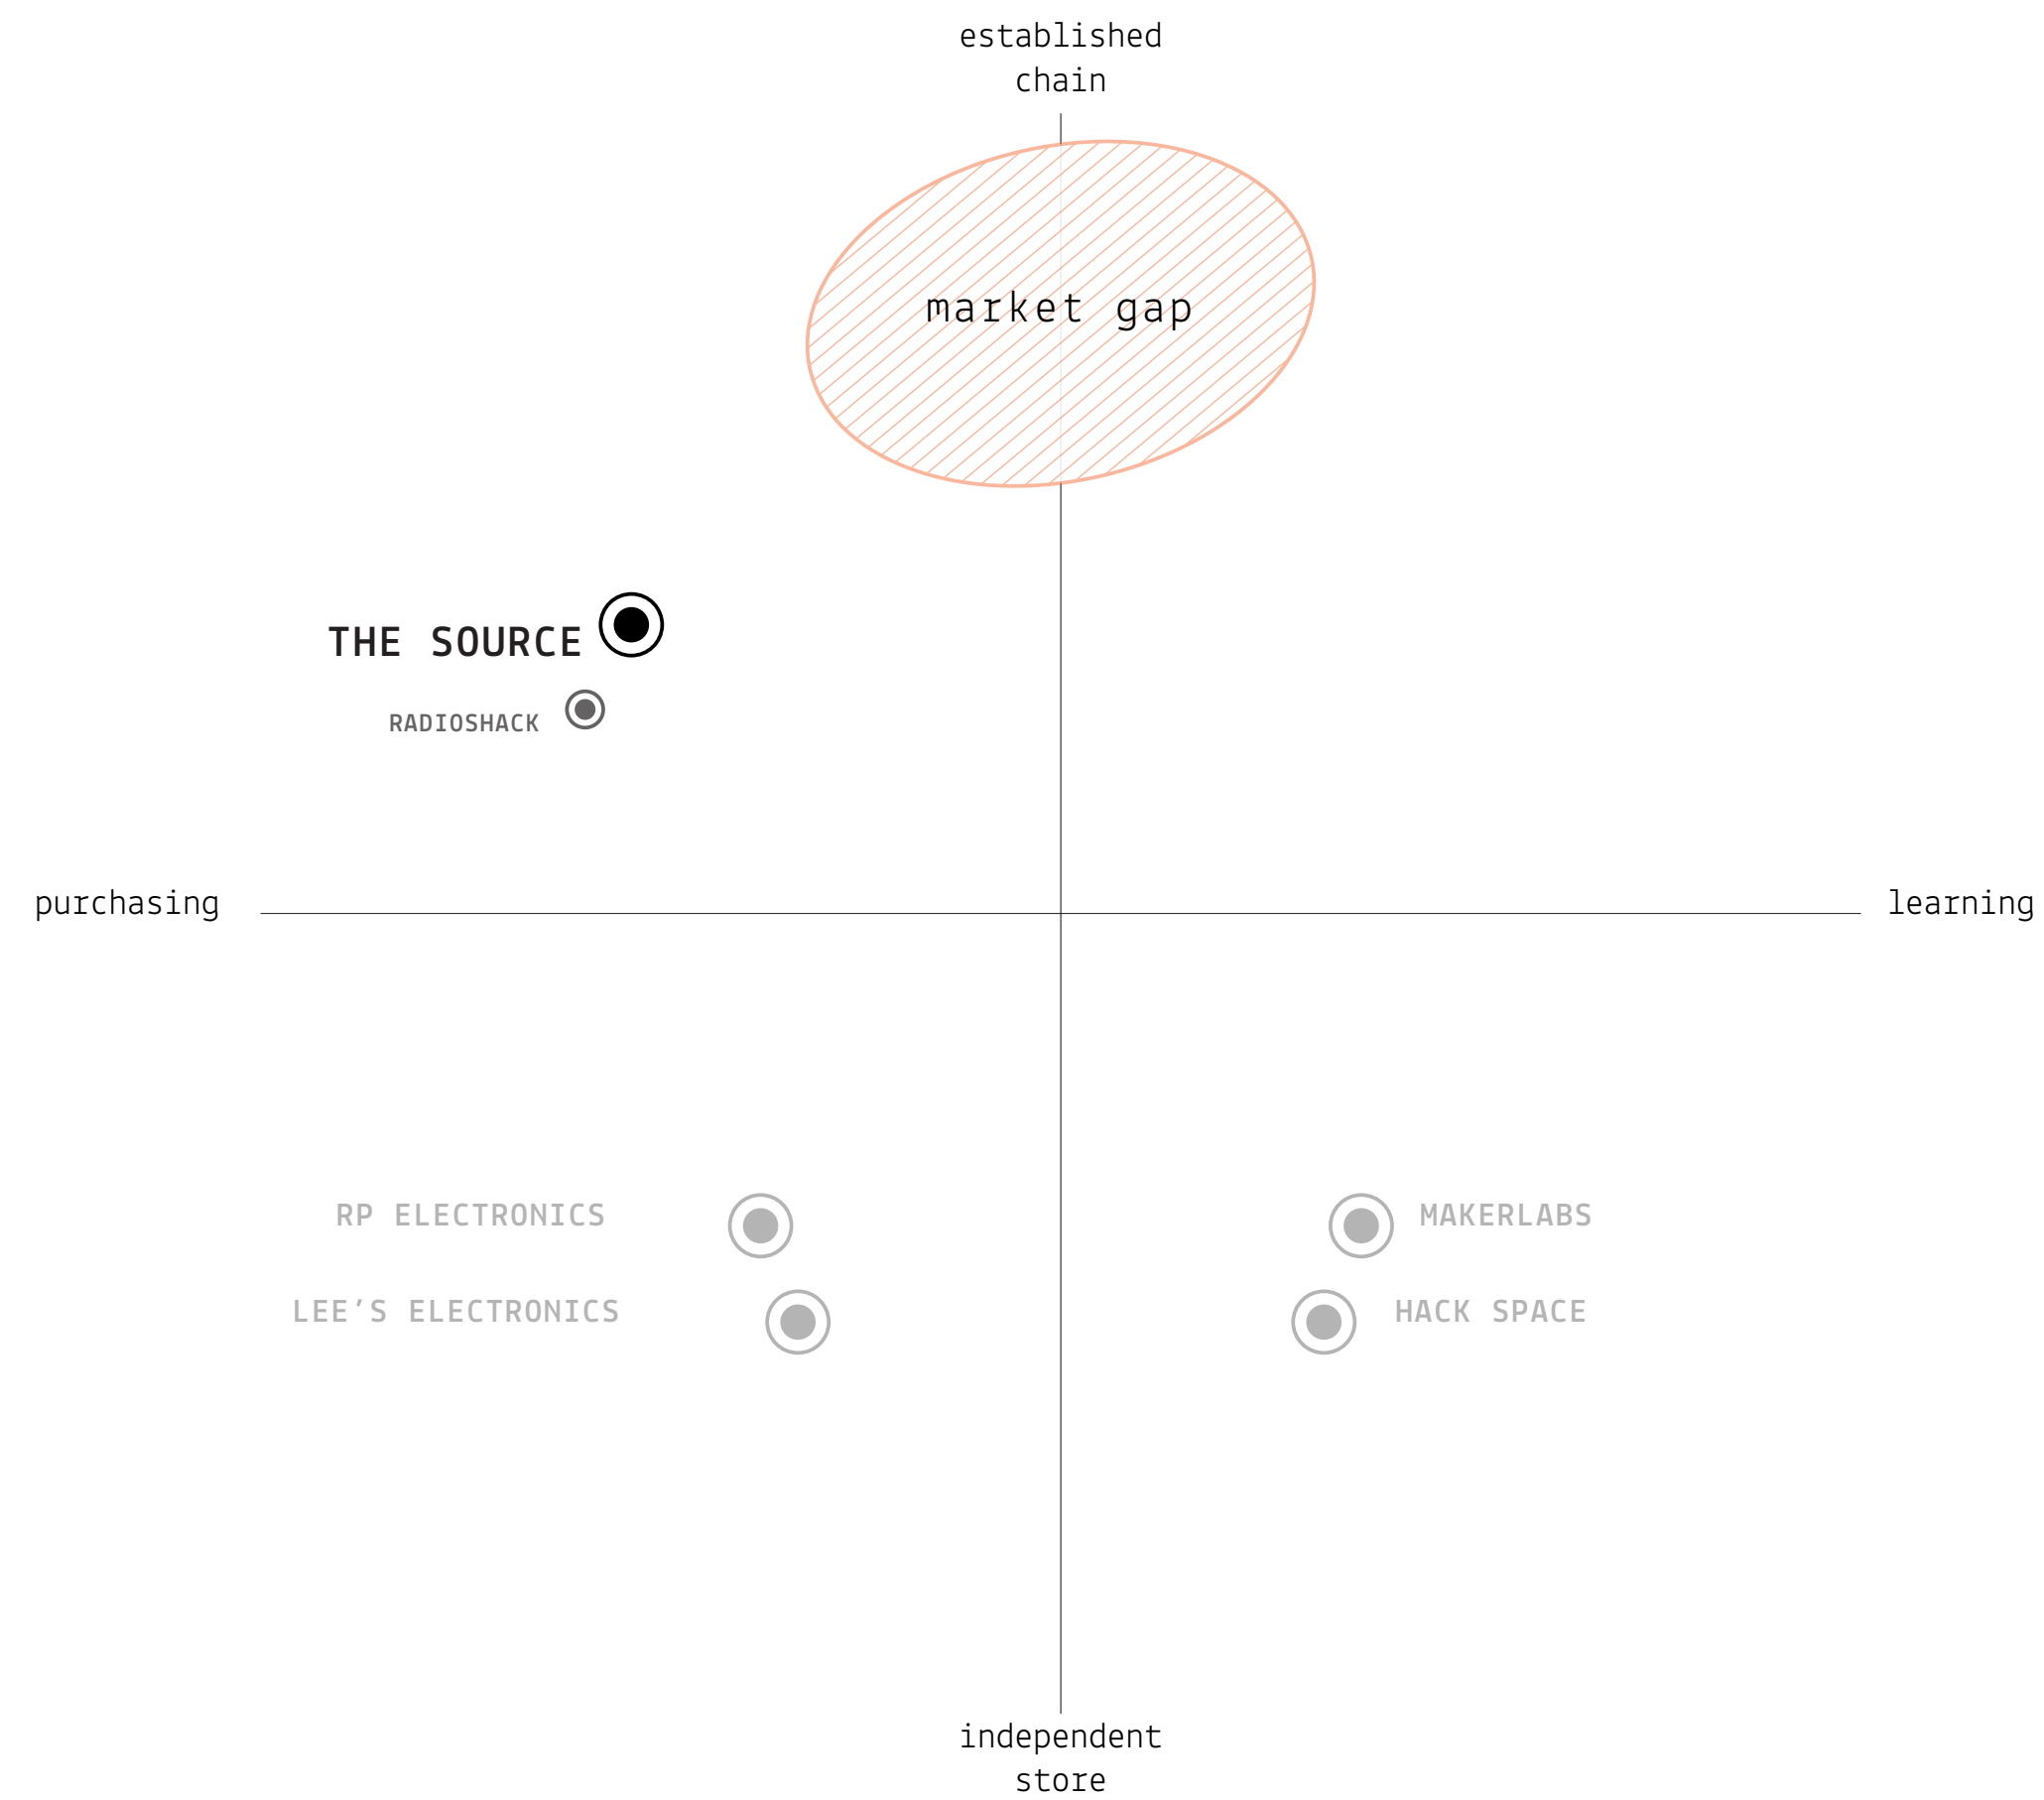 established
chain
market gap
THE SOURCE
RADIOSHACK
purchasing
learning
RP ELECTRONICS
MAKERLABS
LEE’S ELECTRONICS
HACK SPACE
independent
store